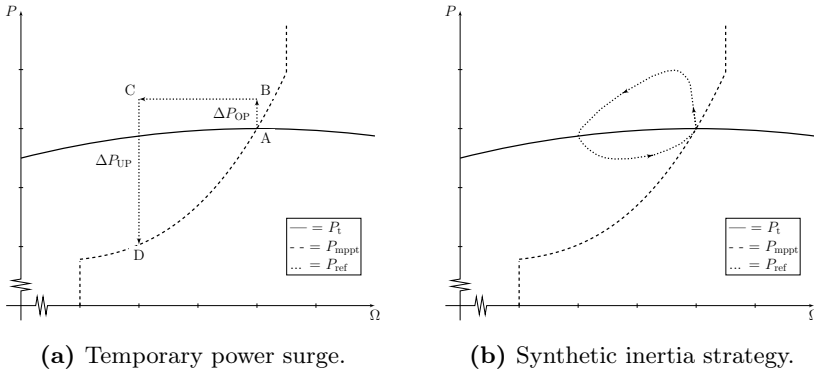 P
C
B
ΔP_OP
A
ΔP_UP
D
— = P_t
-- = P_mppt
... = P_ref
Ω
(a) Temporary power surge.
P
— = P_t
-- = P_mppt
... = P_ref
Ω
(b) Synthetic inertia strategy.